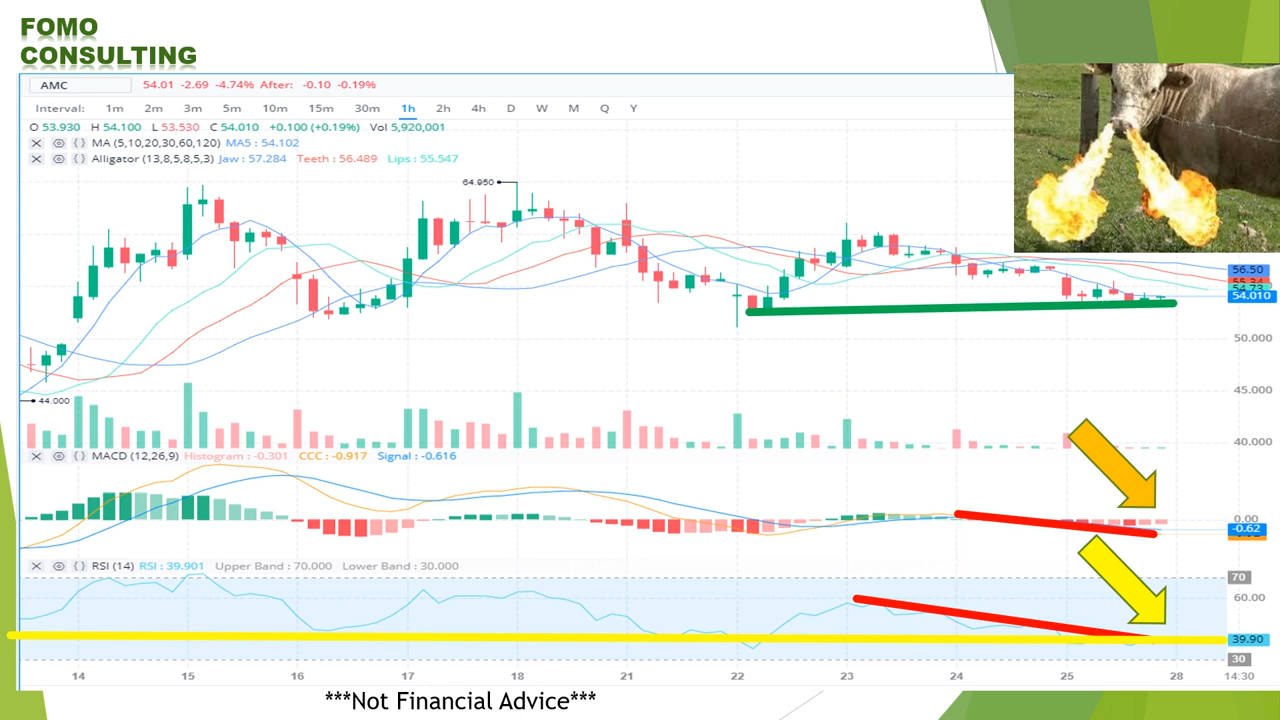 FOMO
CONSULTING
AMC 54.01 -2.69 -4.74% After: -0.10 -0.19%
Interval: 1m 2m 3m 5m 10m 15m 30m 1h 2h 4h D W M Q Y
O 53.930 H 54.100 L 53.530 C 54.010 +0.100 (+0.19%) Vol 5,920,001
MA (5,10,20,30,60,120) MA5 : 54.102
Alligator (13,8,5,8,5,3) Jaw : 57.284 Teeth : 56.489 Lips : 55.547
64.950
56.50
54.010
50.000
45.000
44.000
40.000
MACD (12,26,9) Histogram : -0.301 CCC : -0.917 Signal : -0.616
0.00
-0.62
RSI (14) RSI : 39.901 Upper Band : 70.000 Lower Band : 30.000
70
60.00
39.90
30
14 15 16 17 18 21 22 23 24 25 28 14:30
***Not Financial Advice***